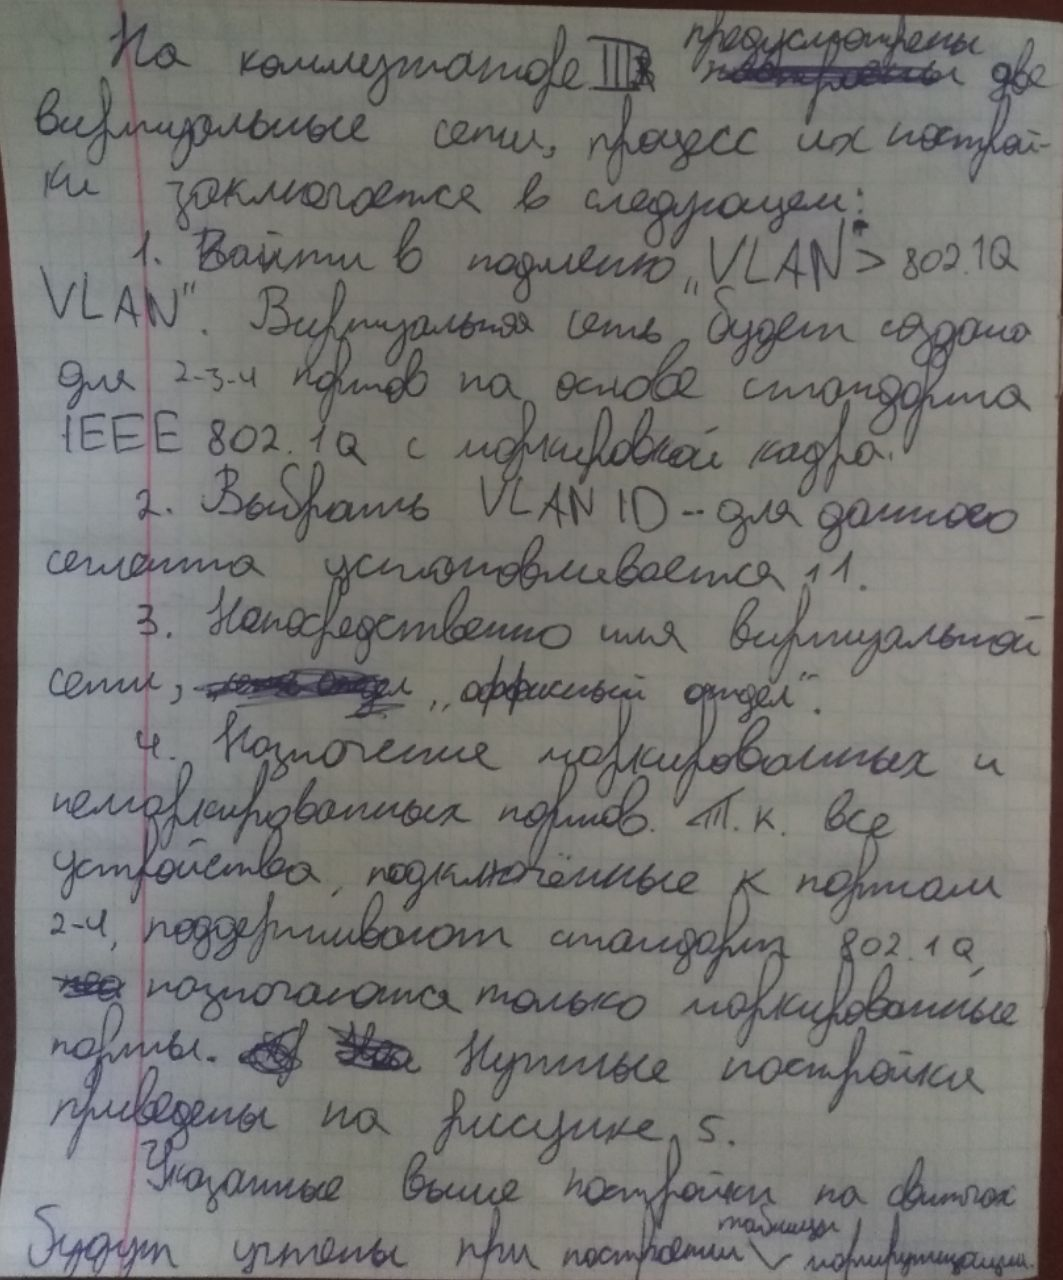 На коммутаторе III предусмотрены две
виртуальные сети, процесс их настрой-
ки заключается в следующем:
1. Войти в подменю „VLAN > 802.1Q
VLAN“. Виртуальная сеть будет создана
для 2-3-4 портов на основе стандарта
IEEE 802.1Q с маркировкой кадра.
2. Выбрать VLAN ID - для данного
сегмента устанавливается 11.
3. Непосредственно имя виртуальной
сети, „оффисный отдел“.
4. Назначение маркированных и
немаркированных портов. Т.к. все
устройства, подключённые к портам
2-4, поддерживают стандарт 802.1Q,
назначаются только маркированные
порты. Нужные настройки
приведены на рисунке 5.
Указанные выше настройки на свитчах
будут учтены при построении таблицы маршрутизации.